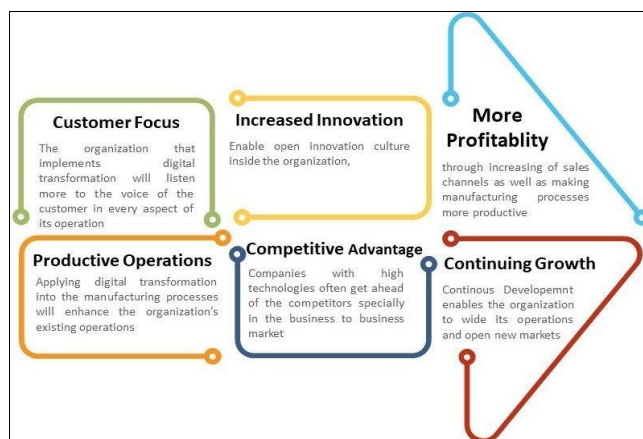 Customer Focus
The organization that
implements digital
transformation will listen
more to the voice of the
customer in every aspect of
its operation
Increased Innovation
Enable open innovation culture
inside the organization,
More
Profitablity
through increasing of sales
channels as well as making
manufacturing processes
more productive
Productive Operations
Applying digital transformation
into the manufacturing processes
will enhance the organization's
existing operations
Competitive Advantage
Companies with high
technologies often get ahead
of the competitors specially
in the business to business
market
Continuing Growth
Continous Developemnt
enables the organization
to wide its operations
and open new markets